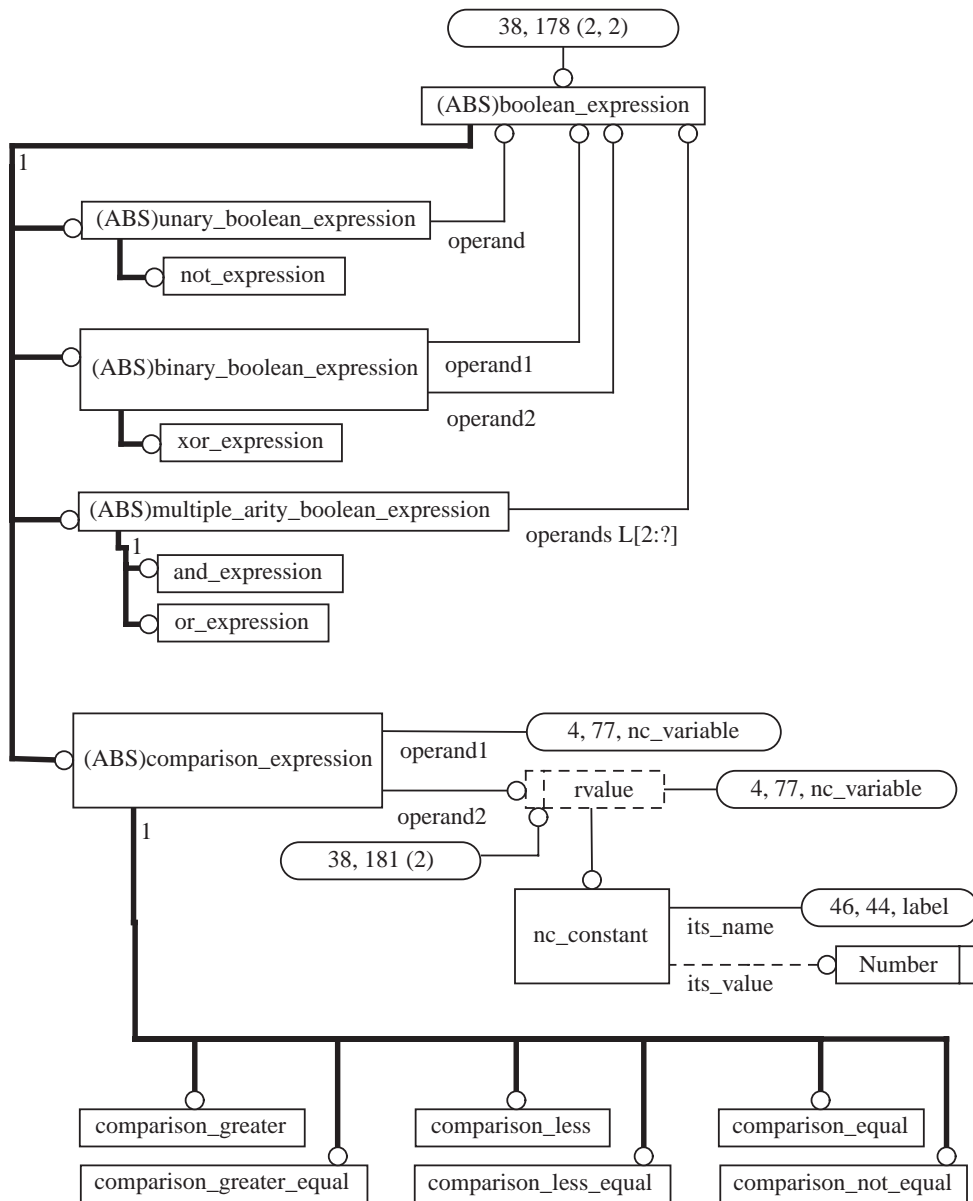 38, 178 (2, 2)
(ABS)boolean_expression
1
(ABS)unary_boolean_expression
operand
not_expression
(ABS)binary_boolean_expression
operand1
operand2
xor_expression
(ABS)multiple_arity_boolean_expression
operands L[2:?]
1
and_expression
or_expression
(ABS)comparison_expression
operand1
4, 77, nc_variable
operand2
rvalue
4, 77, nc_variable
1
38, 181 (2)
nc_constant
its_name
46, 44, label
its_value
Number
comparison_greater
comparison_less
comparison_equal
comparison_greater_equal
comparison_less_equal
comparison_not_equal